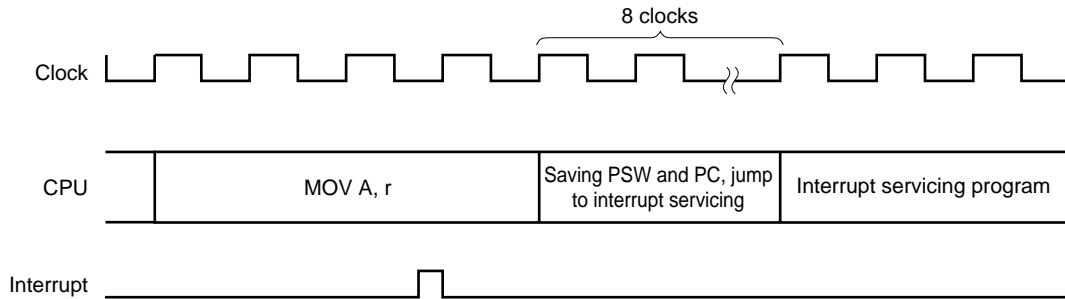 8 clocks
Clock
CPU
MOV A, r
Saving PSW and PC, jump
to interrupt servicing
Interrupt servicing program
Interrupt